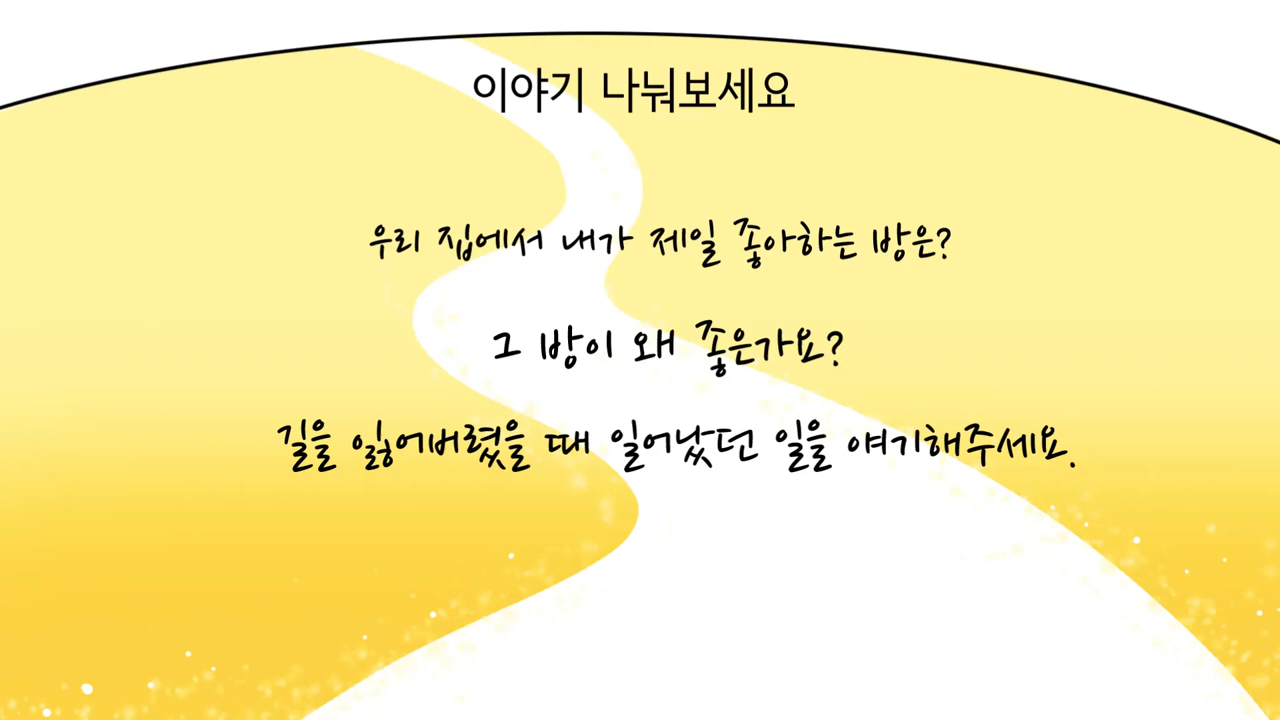 이야기 나눠보세요
우리 집에서 내가 제일 좋아하는 방은?
그 방이 왜 좋은가요?
길을 잃어버렸을 때 일어났던 일을 얘기해주세요.